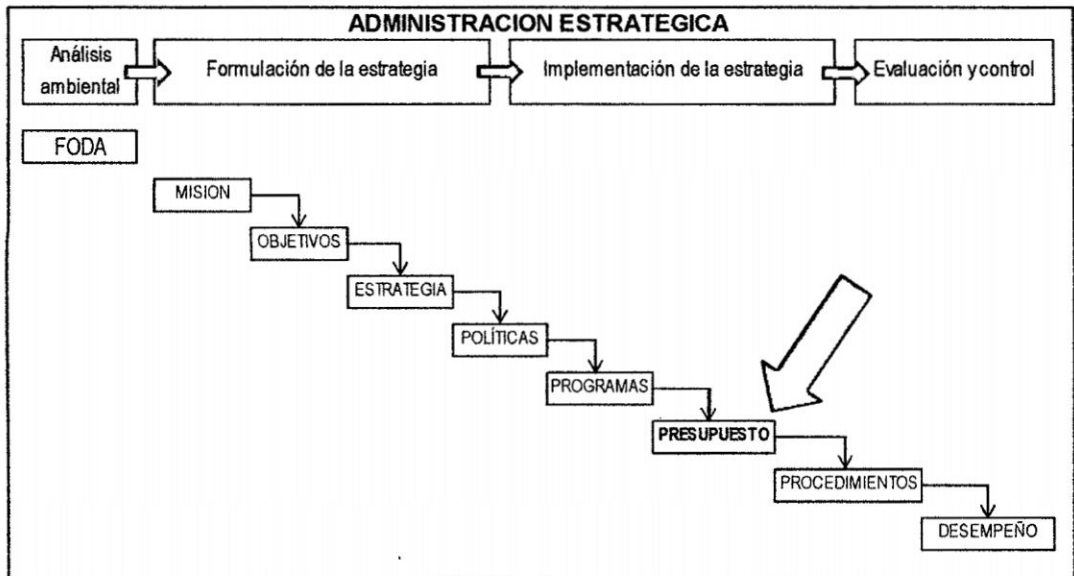 ADMINISTRACION ESTRATEGICA
Análisis
ambiental
Formulación de la estrategia
Implementación de la estrategia
Evaluación y control
FODA
MISION
OBJETIVOS
ESTRATEGIA
POLÍTICAS
PROGRAMAS
PRESUPUESTO
PROCEDIMIENTOS
DESEMPEÑO